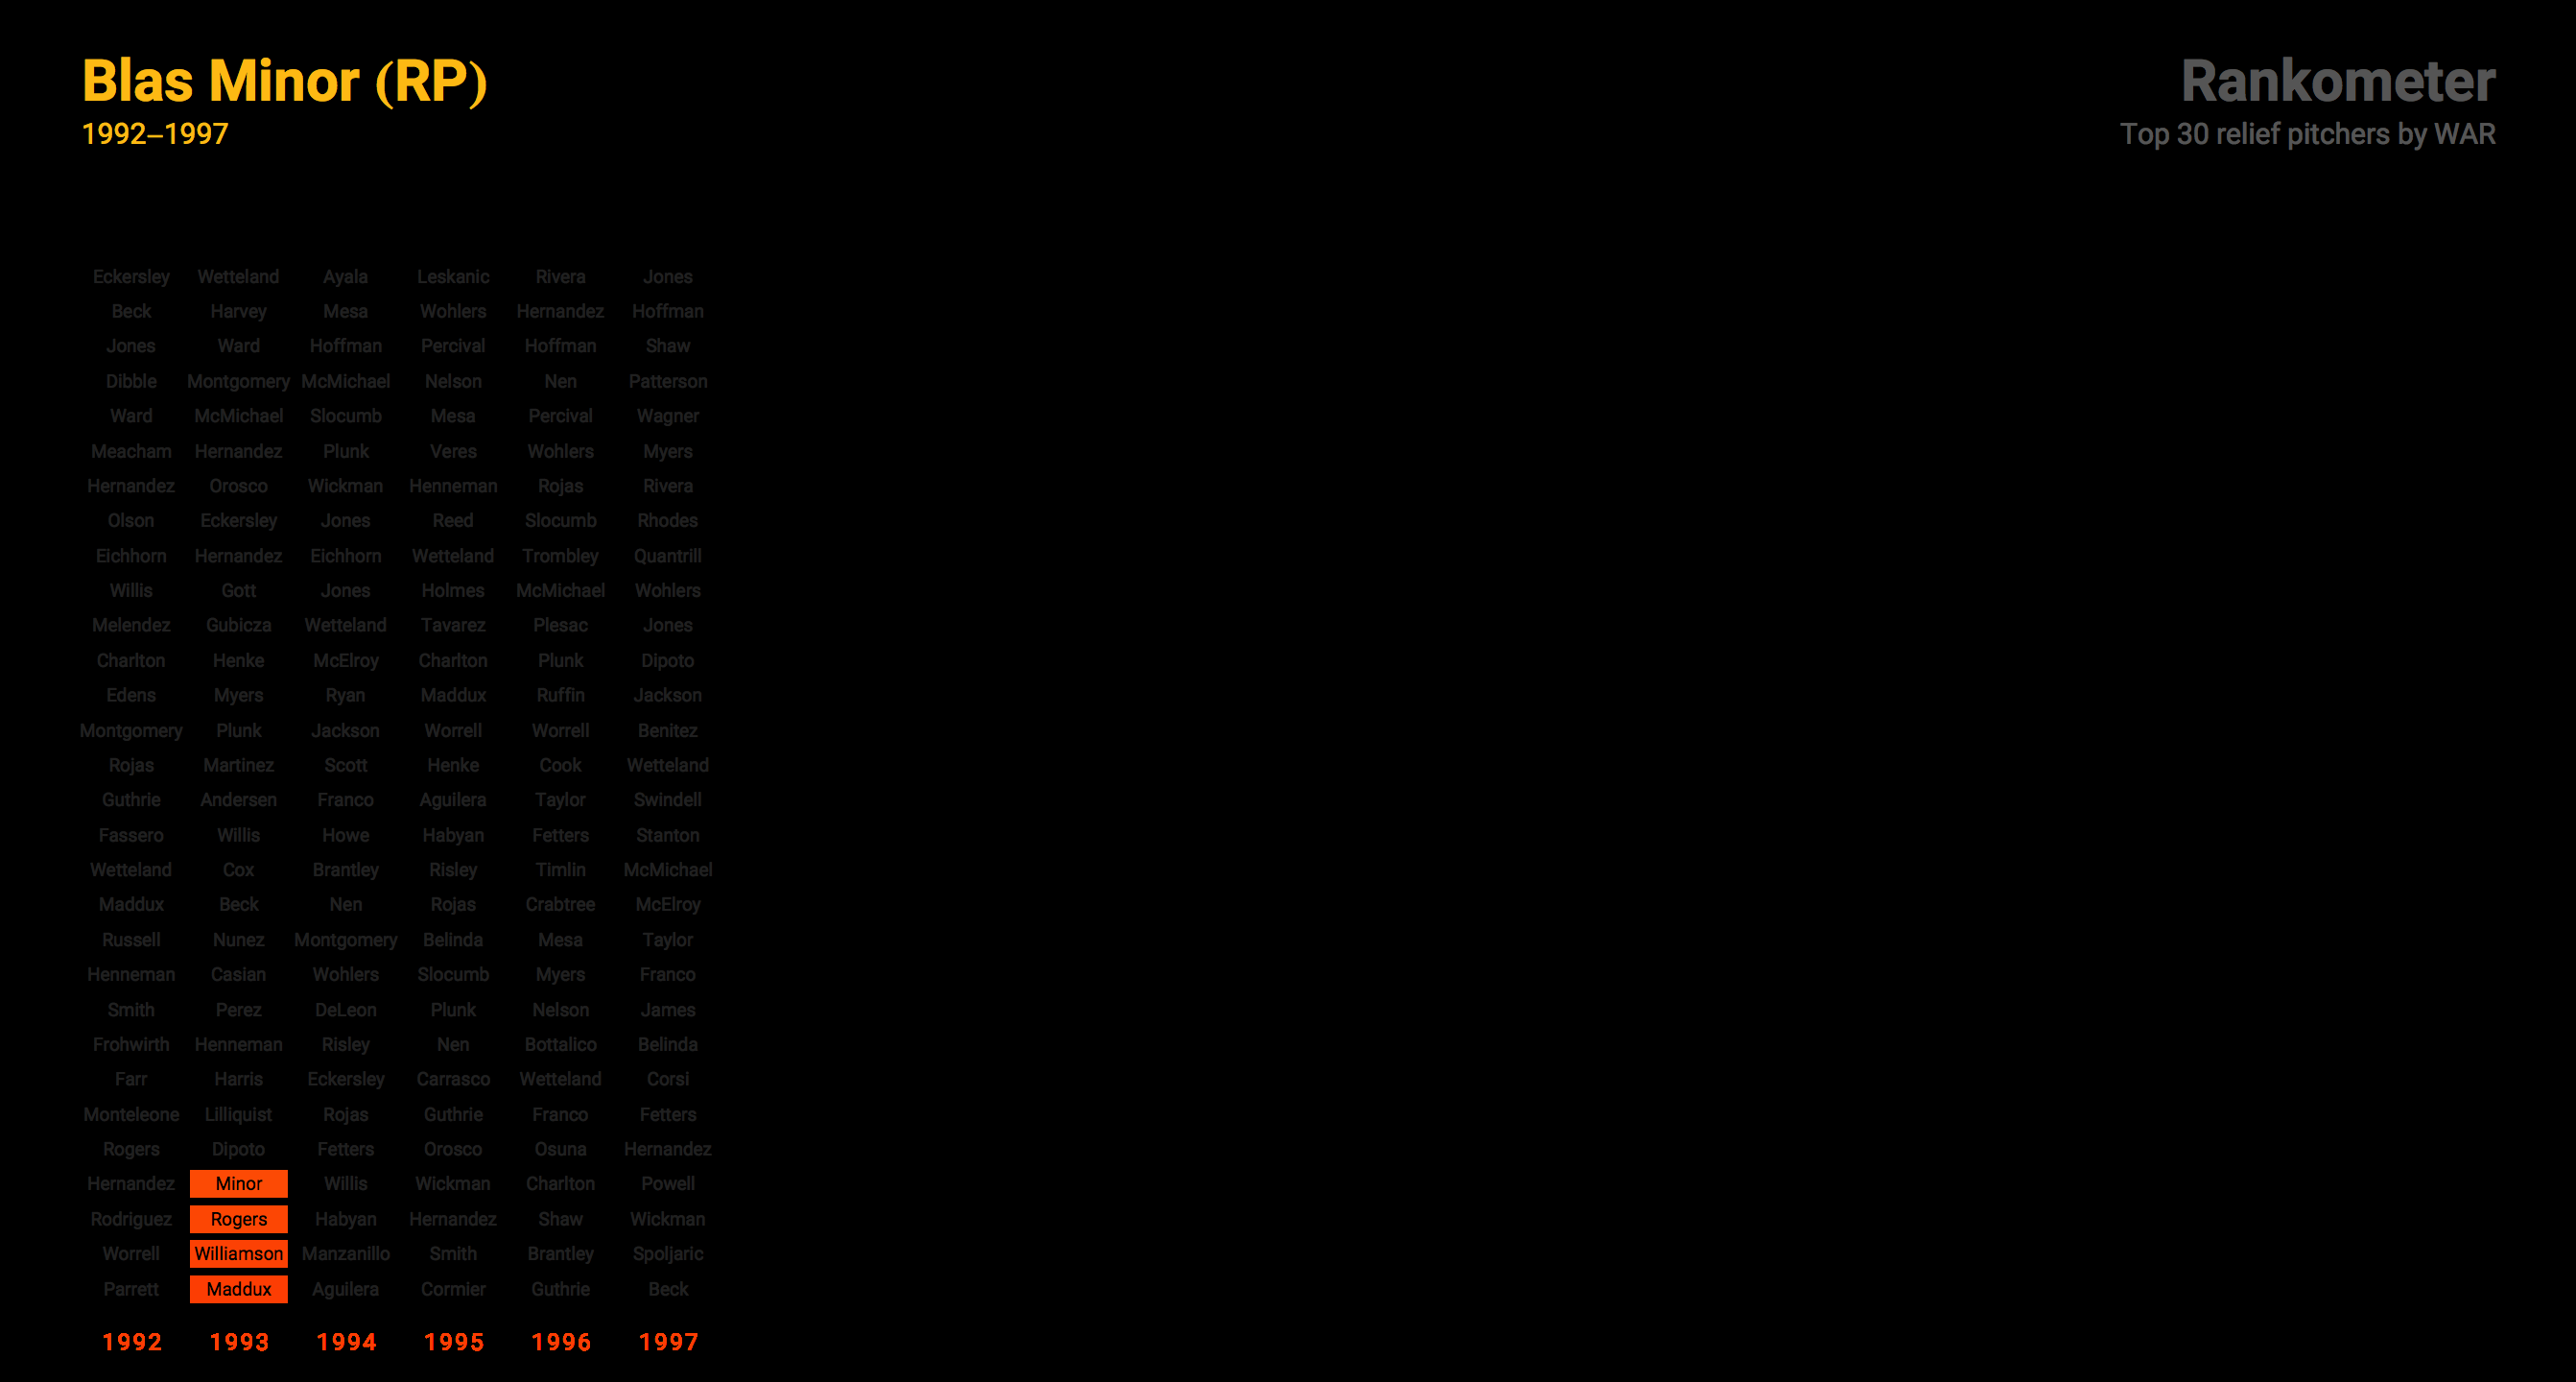 Blas Minor (RP)
1992–1997
Rankometer
Top 30 relief pitchers by WAR
Eckersley Wetteland Ayala Leskanic Rivera Jones
Beck Harvey Mesa Wohlers Hernandez Hoffman
Jones Ward Hoffman Percival Hoffman Shaw
Dibble Montgomery McMichael Nelson Nen Patterson
Ward McMichael Slocumb Mesa Percival Wagner
Meacham Hernandez Plunk Veres Wohlers Myers
Hernandez Orosco Wickman Henneman Rojas Rivera
Olson Eckersley Jones Reed Slocumb Rhodes
Eichhorn Hernandez Eichhorn Wetteland Trombley Quantrill
Willis Gott Jones Holmes McMichael Wohlers
Melendez Gubicza Wetteland Tavarez Plesac Jones
Charlton Henke McElroy Charlton Plunk Dipoto
Edens Myers Ryan Maddux Ruffin Jackson
Montgomery Plunk Jackson Worrell Worrell Benitez
Rojas Martinez Scott Henke Cook Wetteland
Guthrie Andersen Franco Aguilera Taylor Swindell
Fassero Willis Howe Habyan Fetters Stanton
Wetteland Cox Brantley Risley Timlin McMichael
Maddux Beck Nen Rojas Crabtree McElroy
Russell Nunez Montgomery Belinda Mesa Taylor
Henneman Casian Wohlers Slocumb Myers Franco
Smith Perez DeLeon Plunk Nelson James
Frohwirth Henneman Risley Nen Bottalico Belinda
Farr Harris Eckersley Carrasco Wetteland Corsi
Monteleone Lilliquist Rojas Guthrie Franco Fetters
Rogers Dipoto Fetters Orosco Osuna Hernandez
Hernandez Minor Willis Wickman Charlton Powell
Rodriguez Rogers Habyan Hernandez Shaw Wickman
Worrell Williamson Manzanillo Smith Brantley Spoljaric
Parrett Maddux Aguilera Cormier Guthrie Beck
1992 1993 1994 1995 1996 1997